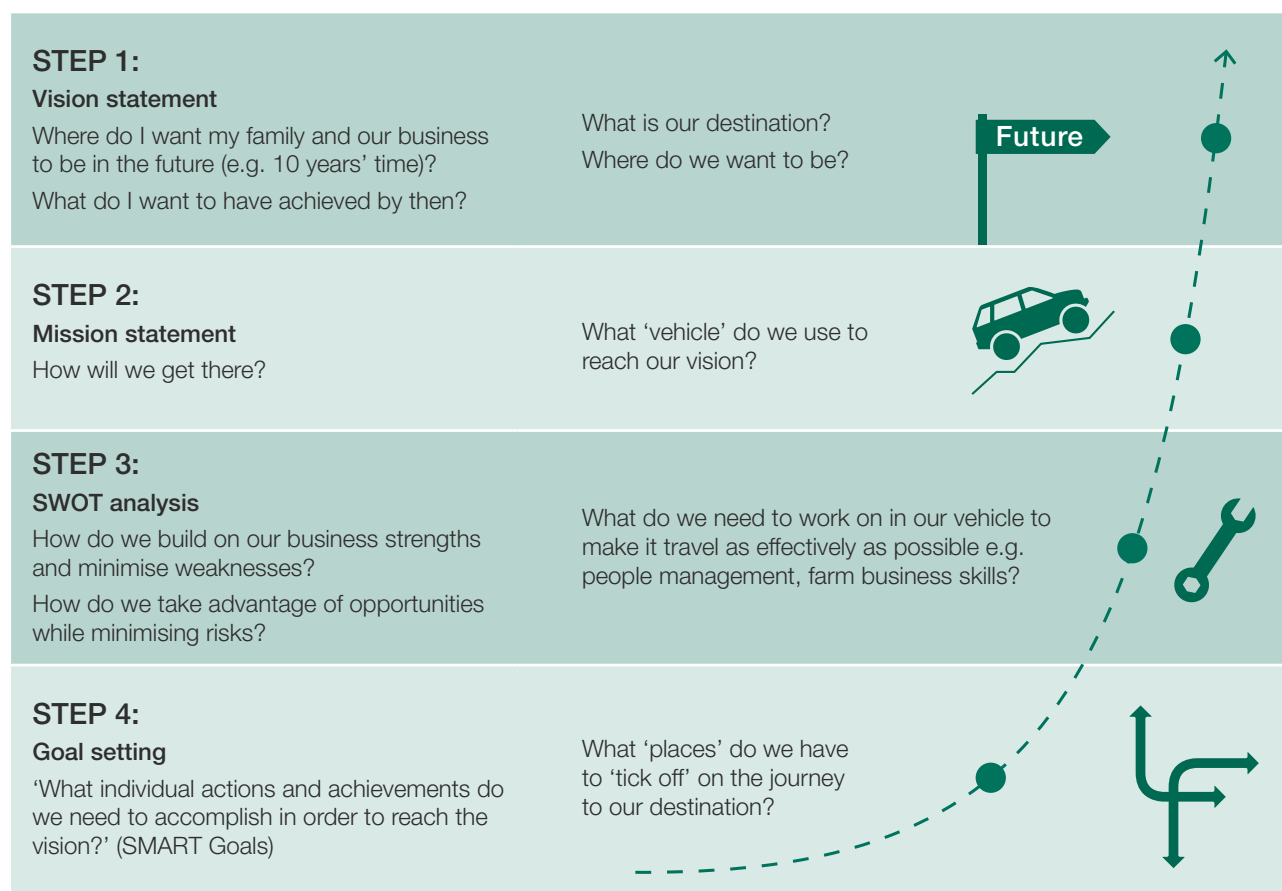 STEP 1:
Vision statement
Where do I want my family and our business
to be in the future (e.g. 10 years’ time)?
What do I want to have achieved by then?
What is our destination?
Where do we want to be?
Future
STEP 2:
Mission statement
How will we get there?
What ‘vehicle’ do we use to
reach our vision?
STEP 3:
SWOT analysis
How do we build on our business strengths
and minimise weaknesses?
How do we take advantage of opportunities
while minimising risks?
What do we need to work on in our vehicle to
make it travel as effectively as possible e.g.
people management, farm business skills?
STEP 4:
Goal setting
‘What individual actions and achievements do
we need to accomplish in order to reach the
vision?’ (SMART Goals)
What ‘places’ do we have
to ‘tick off’ on the journey
to our destination?